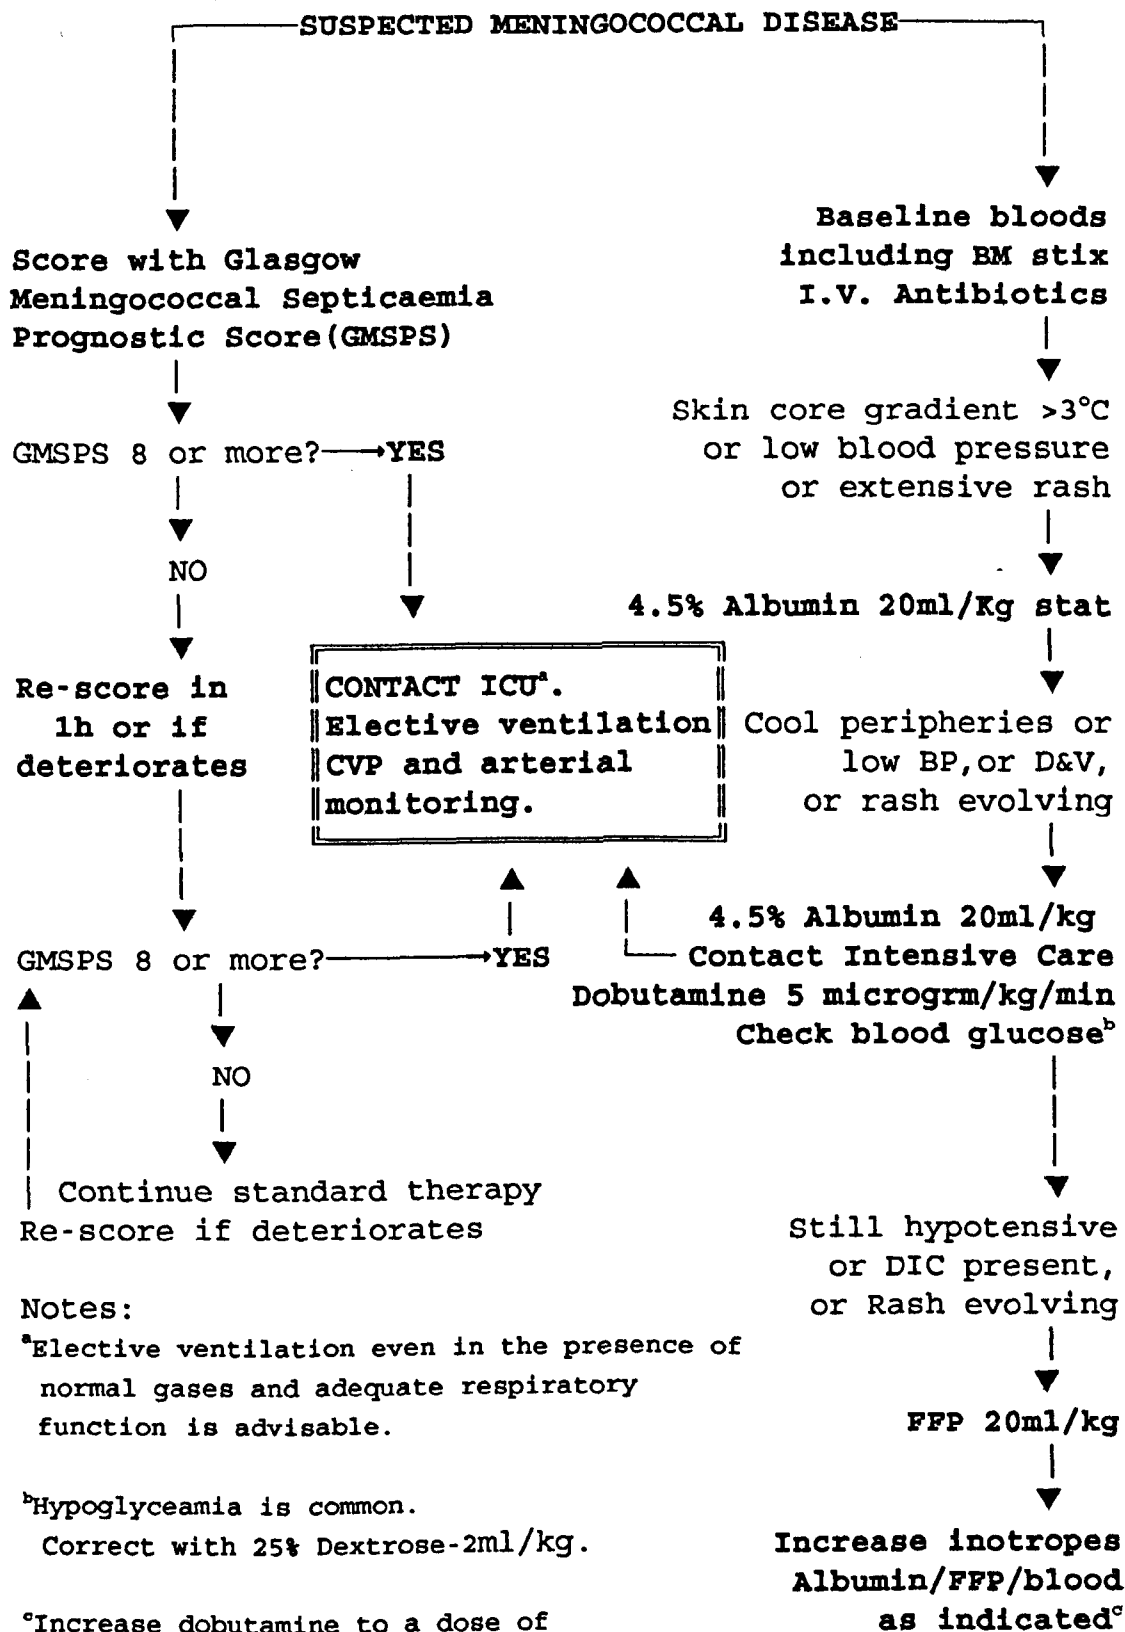 SUSPECTED MENINGOCOCCAL DISEASE
Score with Glasgow
Meningococcal Septicaemia
Prognostic Score(GMSPS)
GMSPS 8 or more?
YES
NO
Re-score in
1h or if
deteriorates
CONTACT ICUᵃ.
Elective ventilation
CVP and arterial
monitoring.
GMSPS 8 or more?
YES
NO
Continue standard therapy
Re-score if deteriorates
Baseline bloods
including BM stix
I.V. Antibiotics
Skin core gradient >3°C
or low blood pressure
or extensive rash
4.5% Albumin 20ml/Kg stat
Cool peripheries or
low BP,or D&V,
or rash evolving
4.5% Albumin 20ml/kg
Contact Intensive Care
Dobutamine 5 microgrm/kg/min
Check blood glucoseᵇ
Still hypotensive
or DIC present,
or Rash evolving
FFP 20ml/kg
Increase inotropes
Albumin/FFP/blood
as indicatedᶜ
Notes:
ᵃElective ventilation even in the presence of
normal gases and adequate respiratory
function is advisable.
ᵇHypoglyceamia is common.
Correct with 25% Dextrose-2ml/kg.
ᶜIncrease dobutamine to a dose of